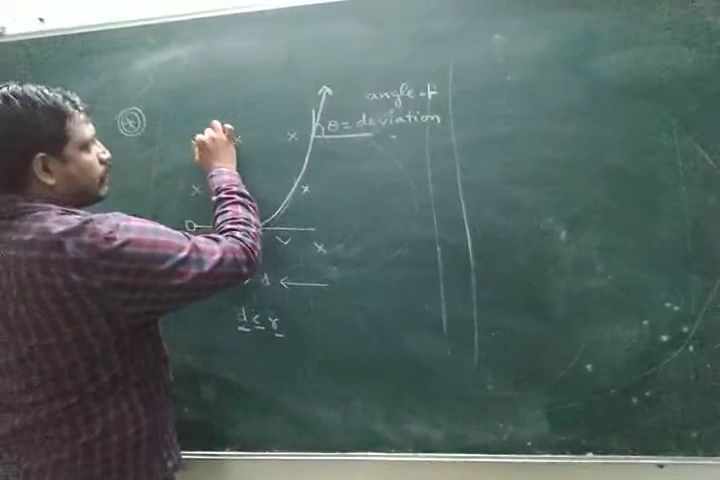 angle of
θ = deviation
d
d < r